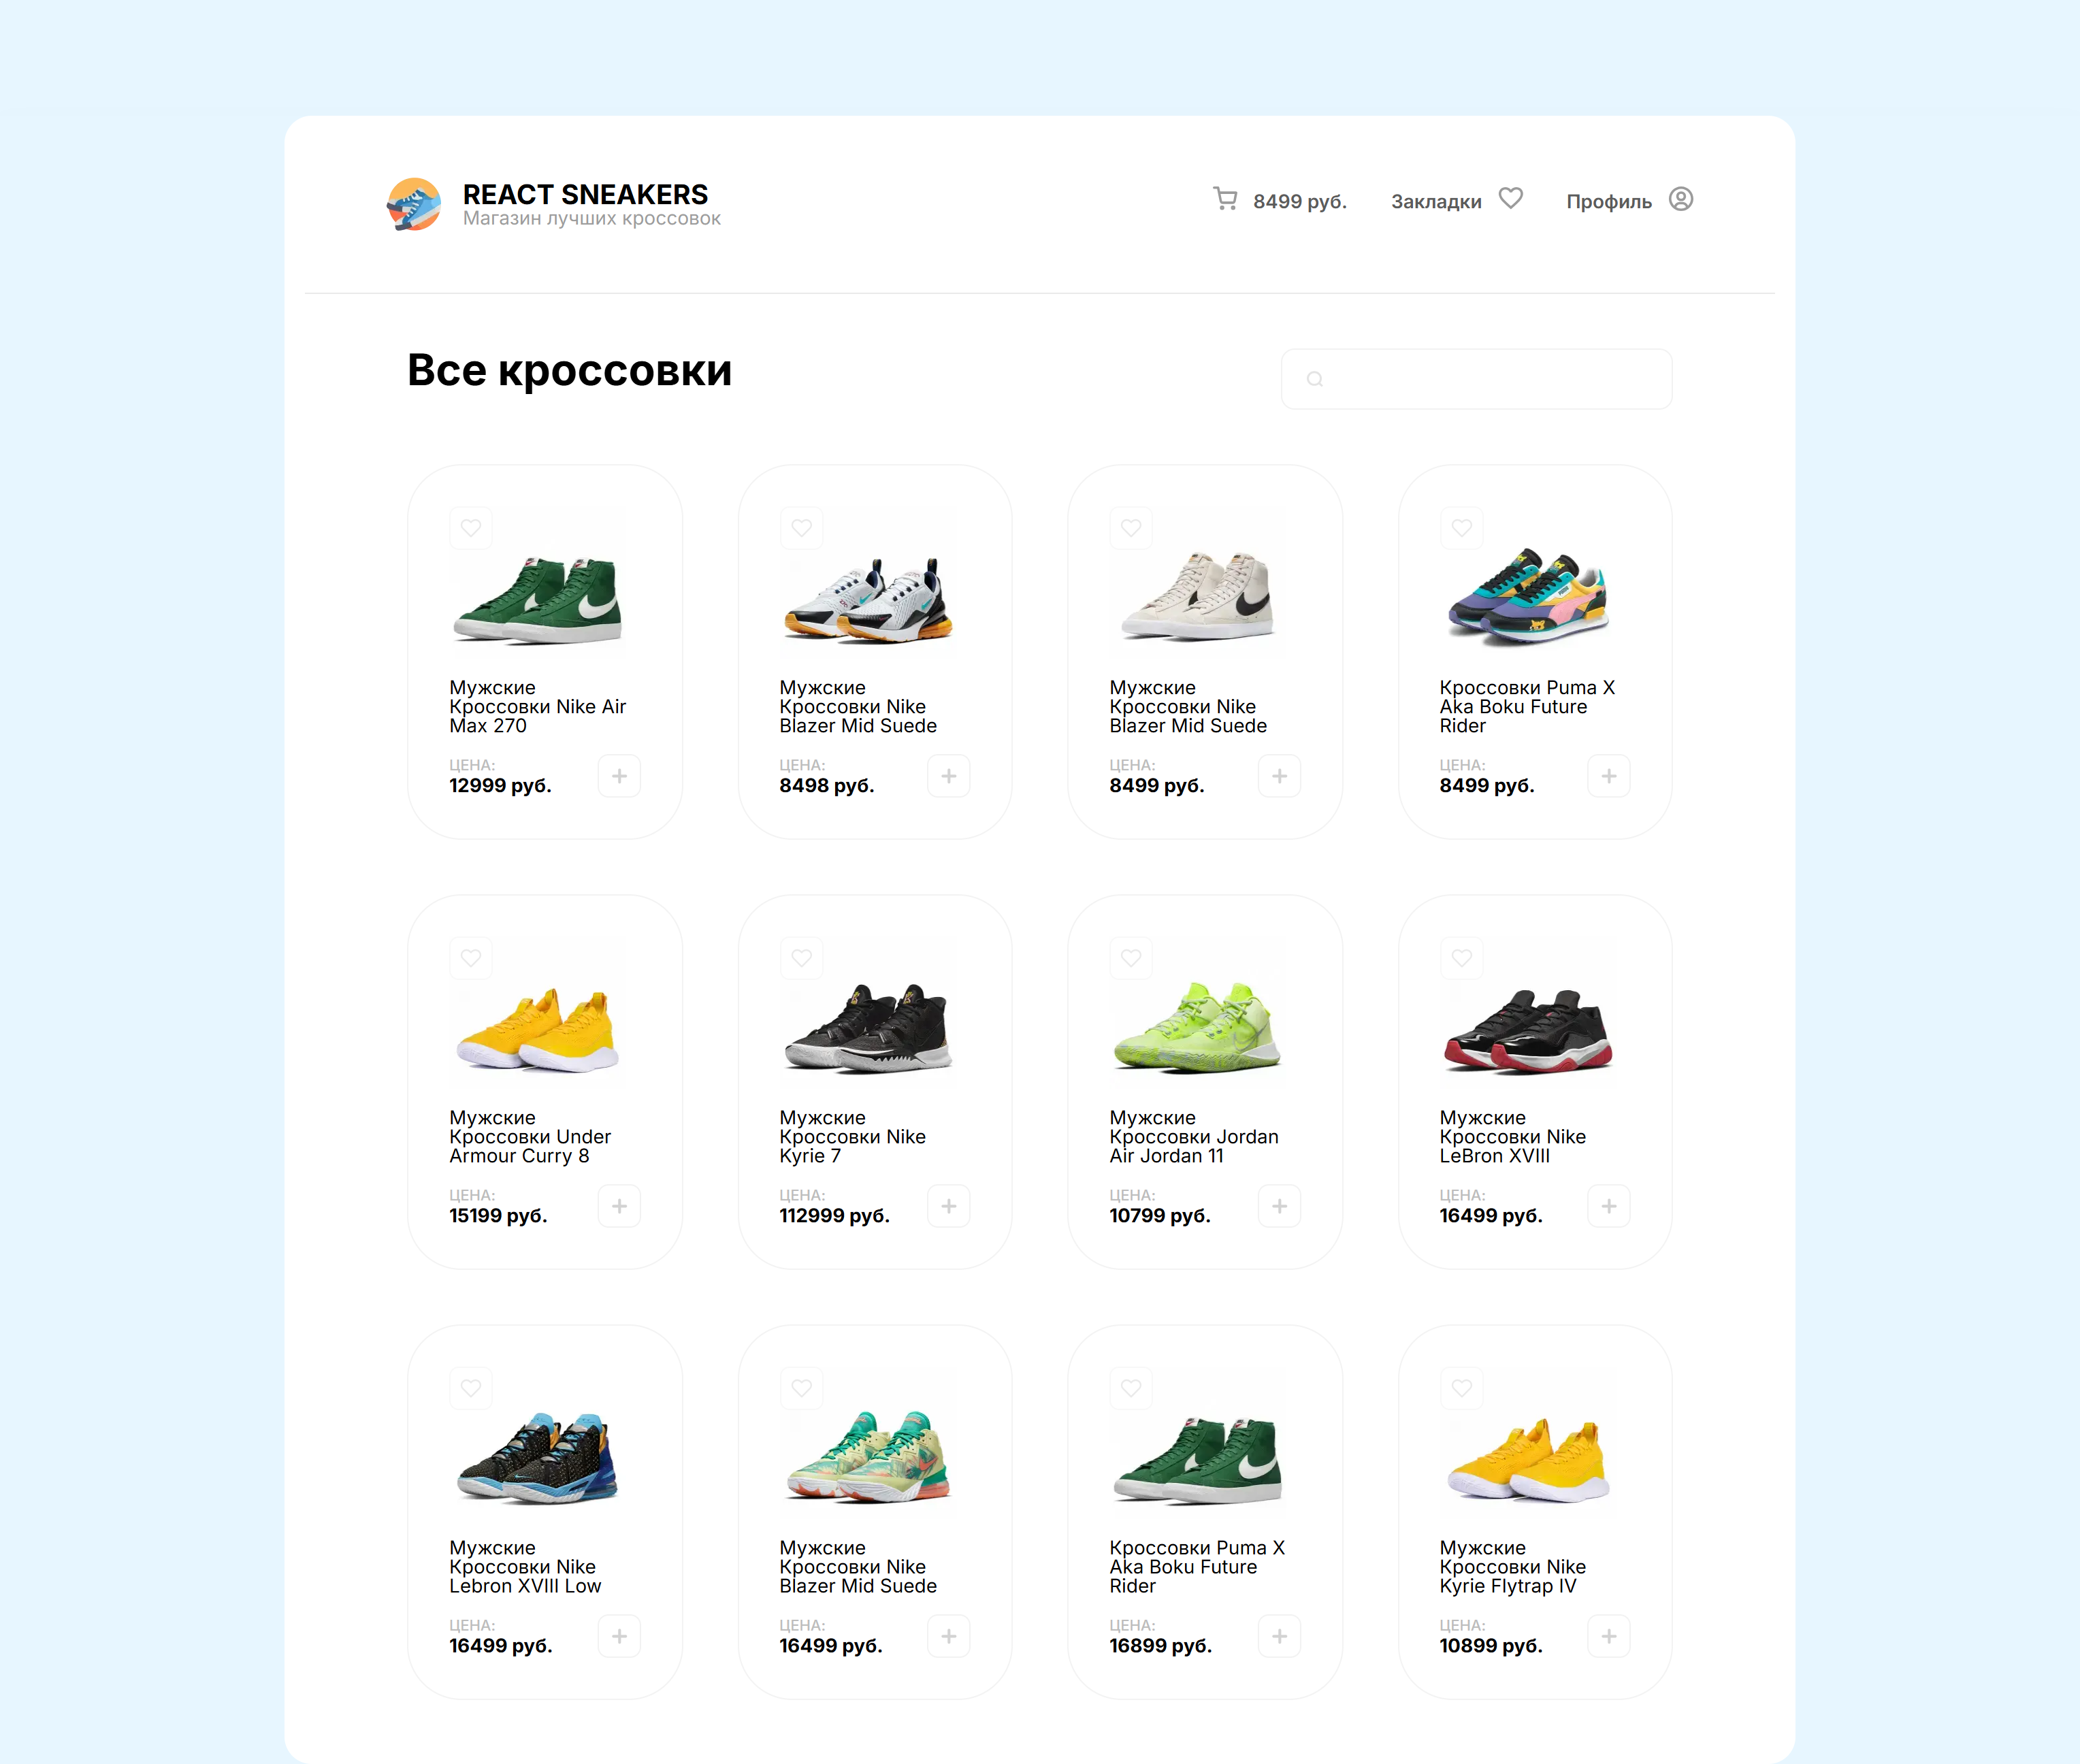 REACT SNEAKERS
Магазин лучших кроссовок
8499 руб.
Закладки
Профиль
Все кроссовки
Мужские
Кроссовки Nike Air
Max 270
ЦЕНА:
12999 руб.
Мужские
Кроссовки Nike
Blazer Mid Suede
ЦЕНА:
8498 руб.
Мужские
Кроссовки Nike
Blazer Mid Suede
ЦЕНА:
8499 руб.
Кроссовки Puma X
Aka Boku Future
Rider
ЦЕНА:
8499 руб.
Мужские
Кроссовки Under
Armour Curry 8
ЦЕНА:
15199 руб.
Мужские
Кроссовки Nike
Kyrie 7
ЦЕНА:
112999 руб.
Мужские
Кроссовки Jordan
Air Jordan 11
ЦЕНА:
10799 руб.
Мужские
Кроссовки Nike
LeBron XVIII
ЦЕНА:
16499 руб.
Мужские
Кроссовки Nike
Lebron XVIII Low
ЦЕНА:
16499 руб.
Мужские
Кроссовки Nike
Blazer Mid Suede
ЦЕНА:
16499 руб.
Кроссовки Puma X
Aka Boku Future
Rider
ЦЕНА:
16899 руб.
Мужские
Кроссовки Nike
Kyrie Flytrap IV
ЦЕНА:
10899 руб.